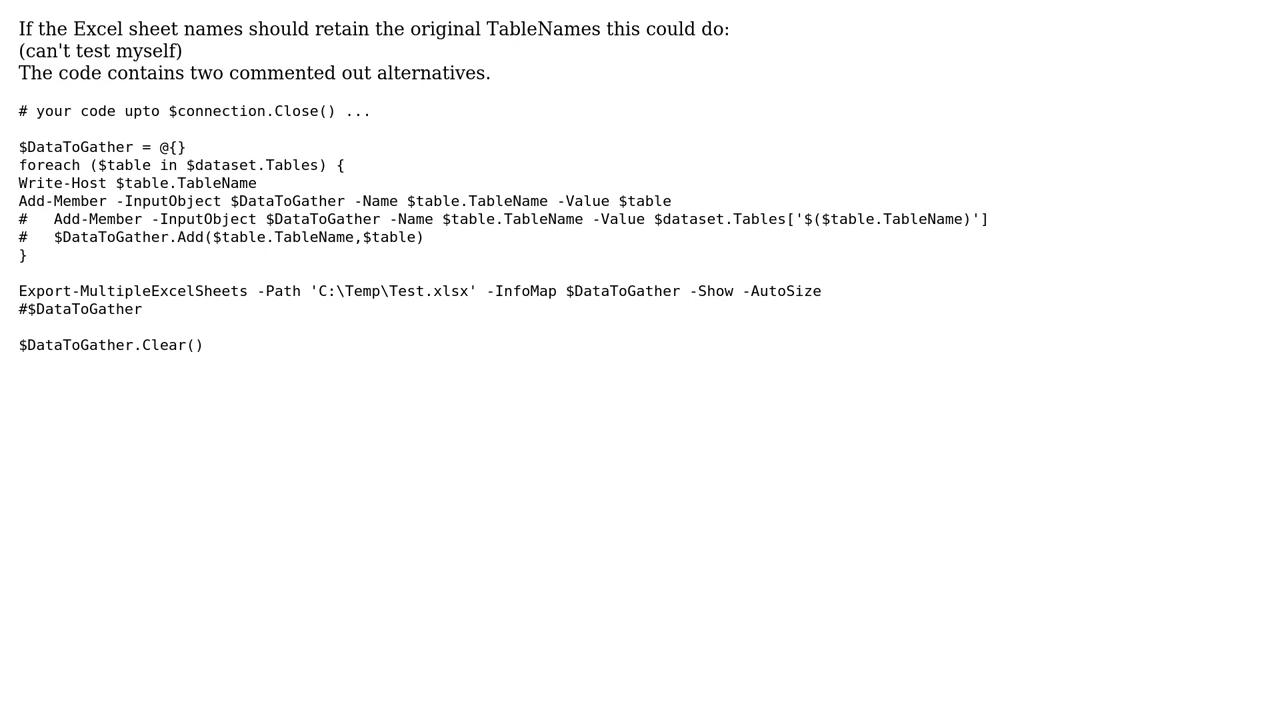 If the Excel sheet names should retain the original TableNames this could do:
(can't test myself)
The code contains two commented out alternatives.
# your code upto $connection.Close() ...
$DataToGather = @{}
foreach ($table in $dataset.Tables) {
Write-Host $table.TableName
Add-Member -InputObject $DataToGather -Name $table.TableName -Value $table
#   Add-Member -InputObject $DataToGather -Name $table.TableName -Value $dataset.Tables['$($table.TableName)']
#   $DataToGather.Add($table.TableName,$table)
}
Export-MultipleExcelSheets -Path 'C:\Temp\Test.xlsx' -InfoMap $DataToGather -Show -AutoSize
#$DataToGather
$DataToGather.Clear()